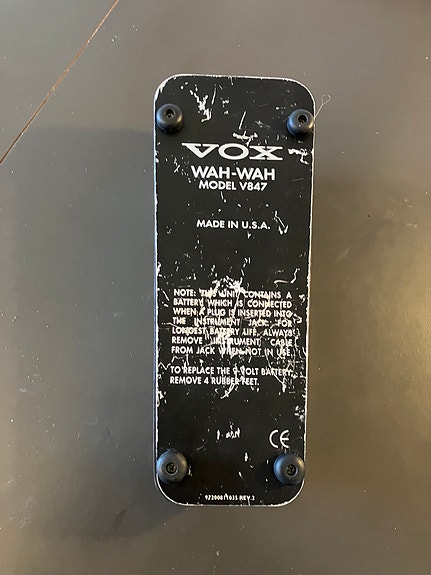 VOX
WAH-WAH
MODEL V847
MADE IN U.S.A.
NOTE: THIS UNIT CONTAINS A
BATTERY WHICH IS CONNECTED
WHEN A PLUG IS INSERTED INTO
THE INSTRUMENT JACK. FOR
LONGEST BATTERY LIFE, ALWAYS
REMOVE INSTRUMENT CABLE
FROM JACK WHEN NOT IN USE.
TO REPLACE THE 9-VOLT BATTERY,
REMOVE 4 RUBBER FEET.
CE
REV.2